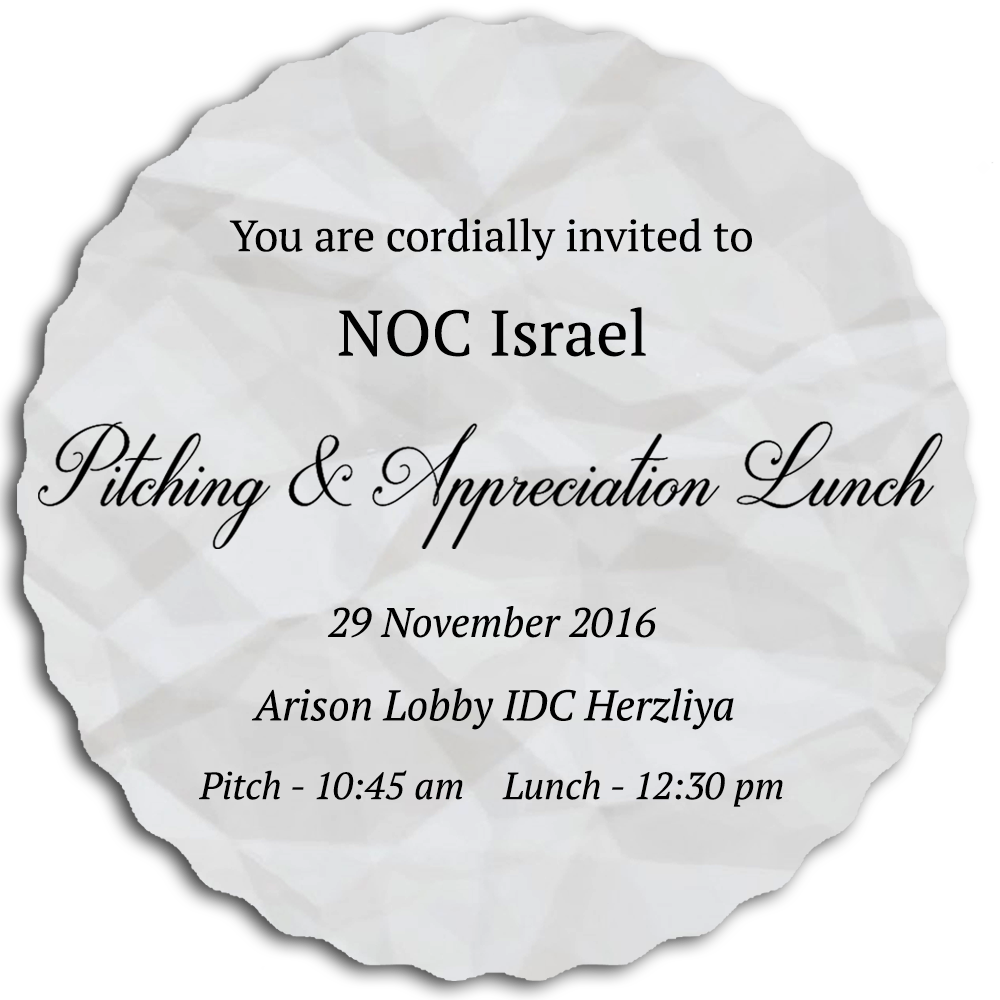 You are cordially invited to
NOC Israel
Pitching & Appreciation Lunch
29 November 2016
Arison Lobby IDC Herzliya
Pitch - 10:45 am Lunch - 12:30 pm